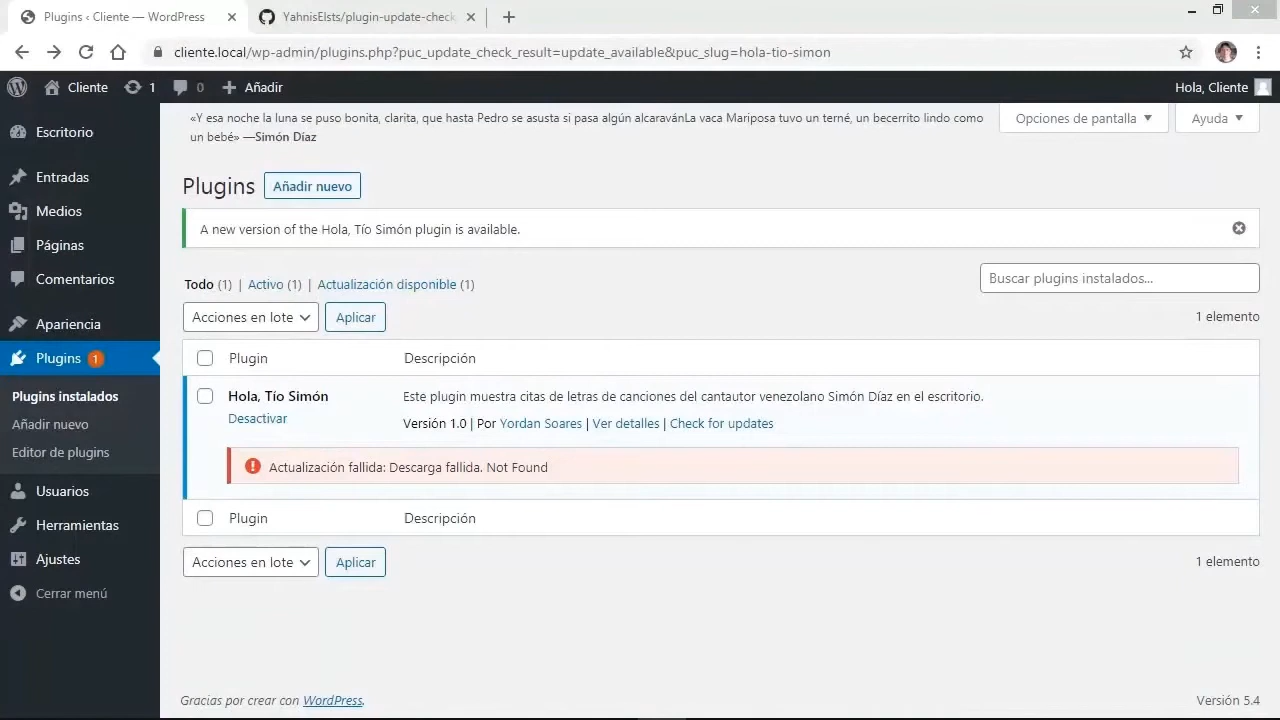 Plugins ‹ Cliente — WordPress
YahnisElsts/plugin-update-check
cliente.local/wp-admin/plugins.php?puc_update_check_result=update_available&puc_slug=hola-tio-simon
Cliente 1 0 Añadir
Hola, Cliente
Escritorio
Entradas
Medios
Páginas
Comentarios
Apariencia
Plugins 1
Plugins instalados
Añadir nuevo
Editor de plugins
Usuarios
Herramientas
Ajustes
Cerrar menú
«Y esa noche la luna se puso bonita, clarita, que hasta Pedro se asusta si pasa algún alcaravánLa vaca Mariposa tuvo un terné, un becerrito lindo como
un bebé» —Simón Díaz
Opciones de pantalla
Ayuda
Plugins
Añadir nuevo
A new version of the Hola, Tío Simón plugin is available.
Todo (1) | Activo (1) | Actualización disponible (1)
Buscar plugins instalados...
Acciones en lote
Aplicar
1 elemento
Plugin
Descripción
Hola, Tío Simón
Desactivar
Este plugin muestra citas de letras de canciones del cantautor venezolano Simón Díaz en el escritorio.
Versión 1.0 | Por Yordan Soares | Ver detalles | Check for updates
Actualización fallida: Descarga fallida. Not Found
Plugin
Descripción
Acciones en lote
Aplicar
1 elemento
Gracias por crear con WordPress.
Versión 5.4